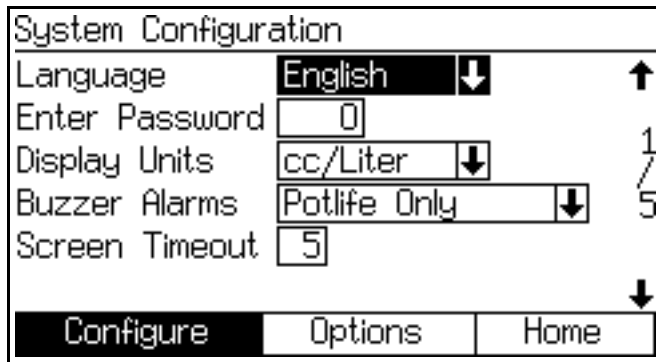 System Configuration
Language English
Enter Password 0
Display Units cc/Liter
Buzzer Alarms Potlife Only
Screen Timeout 5
1
/
5
Configure Options Home